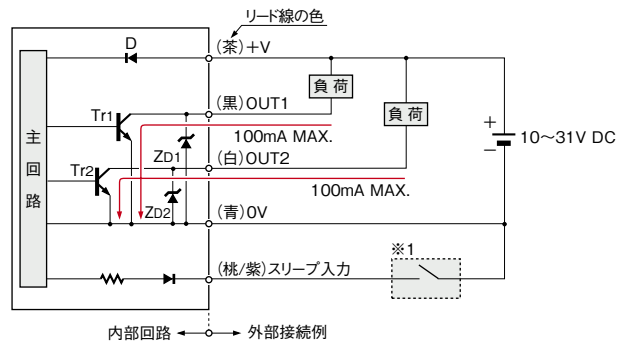 リード線の色
D
(茶)+V
負荷
(黒)OUT1
Tr1
負荷
100mA MAX.
+
10～31V DC
−
主回路
ZD1
(白)OUT2
Tr2
100mA MAX.
ZD2
(青)0V
※1
(桃/紫)スリープ入力
内部回路
外部接続例